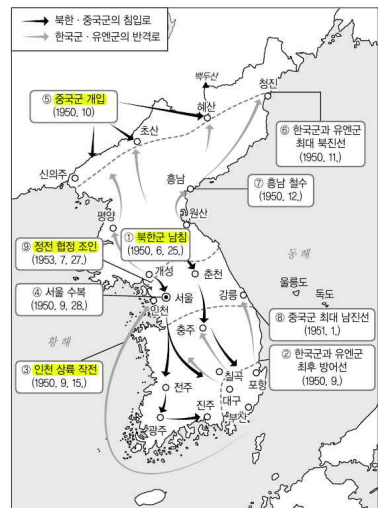 북한 · 중국군의 침입로
한국군 · 유엔군의 반격로
백두산
청진
⑤ 중국군 개입
(1950. 10.)
혜산
초산
⑥ 한국군과 유엔군
최대 북진선
(1950. 11.)
신의주
흥남
⑦ 흥남 철수
(1950. 12.)
평양
원산
① 북한군 남침
(1950. 6. 25.)
⑨ 정전 협정 조인
(1953. 7. 27.)
동해
개성
춘천
울릉도
독도
④ 서울 수복
(1950. 9. 28.)
서울
강릉
인천
⑧ 중국군 최대 남진선
(1951. 1.)
충주
황해
② 한국군과 유엔군
최후 방어선
(1950. 9.)
③ 인천 상륙 작전
(1950. 9. 15.)
칠곡
포항
전주
대구
진주
부산
광주